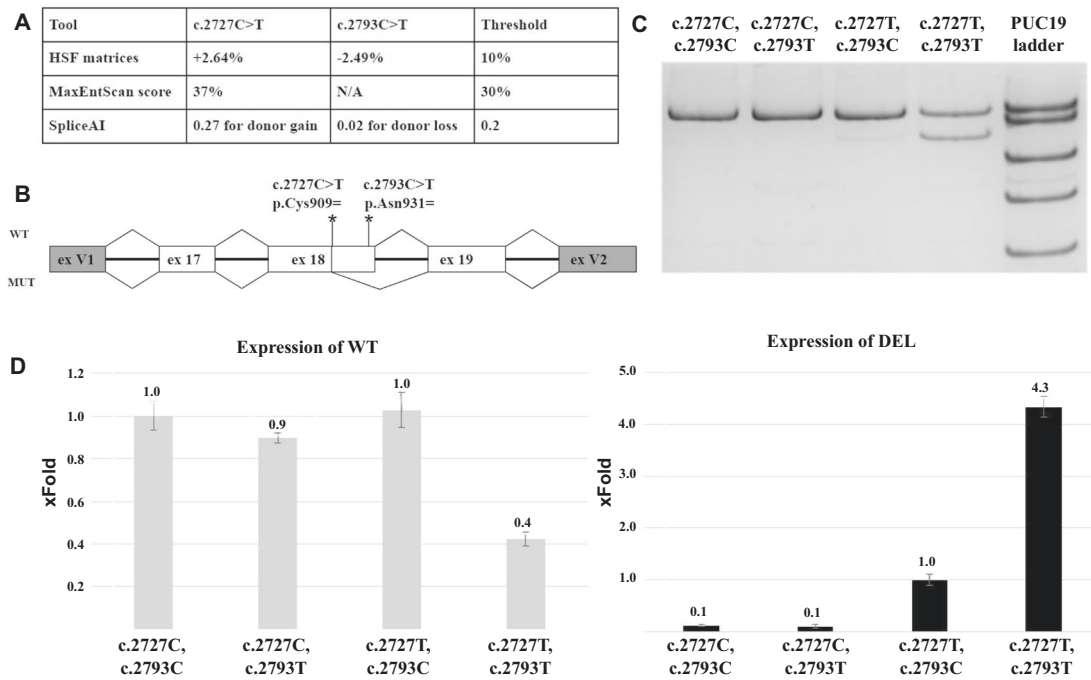 A
Tool c.2727C>T c.2793C>T Threshold
HSF matrices +2.64% -2.49% 10%
MaxEntScan score 37% N/A 30%
SpliceAI 0.27 for donor gain 0.02 for donor loss 0.2
B
c.2727C>T c.2793C>T
p.Cys909= p.Asn931=
* *
WT
ex V1 ex 17 ex 18 ex 19 ex V2
MUT
C
c.2727C, c.2727C, c.2727T, c.2727T, PUC19
c.2793C c.2793T c.2793C c.2793T ladder
D
Expression of WT
xFold
1.2
1.0
0.8
0.6
0.4
0.2
1.0 0.9 1.0 0.4
c.2727C, c.2727C, c.2727T, c.2727T,
c.2793C c.2793T c.2793C c.2793T
Expression of DEL
xFold
5.0
4.0
3.0
2.0
1.0
0.1 0.1 1.0 4.3
c.2727C, c.2727C, c.2727T, c.2727T,
c.2793C c.2793T c.2793C c.2793T